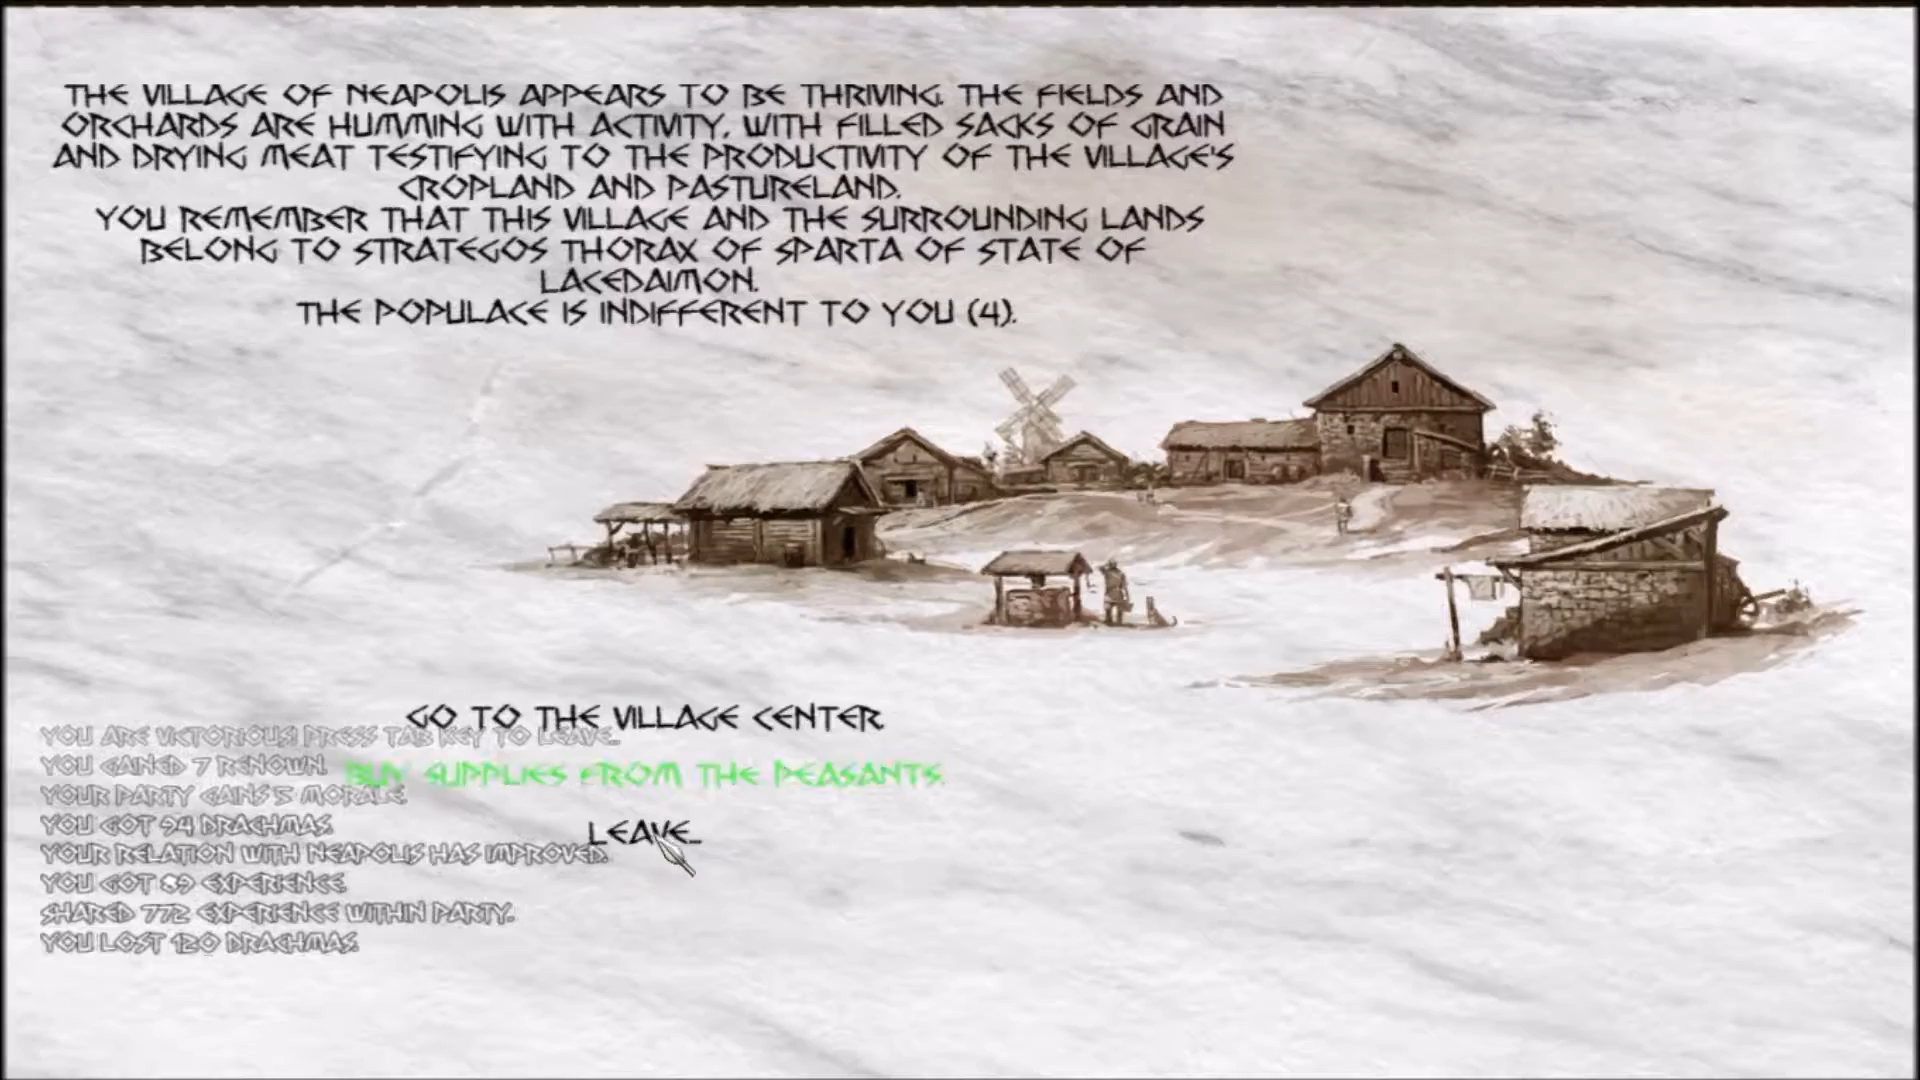 THE VILLAGE OF NEAPOLIS APPEARS TO BE THRIVING. THE FIELDS AND
ORCHARDS ARE HUMMING WITH ACTIVITY, WITH FILLED SACKS OF GRAIN
AND DRYING MEAT TESTIFYING TO THE PRODUCTIVITY OF THE VILLAGE'S
CROPLAND AND PASTURELAND.
YOU REMEMBER THAT THIS VILLAGE AND THE SURROUNDING LANDS
BELONG TO STRATEGOS THORAX OF SPARTA OF STATE OF
LACEDAIMON.
THE POPULACE IS INDIFFERENT TO YOU (4).
GO TO THE VILLAGE CENTER.
BUY SUPPLIES FROM THE PEASANTS.
LEAVE...
YOU ARE VICTORIOUS! PRESS TAB KEY TO LEAVE...
YOU GAINED 7 RENOWN.
YOUR PARTY GAINS 5 MORALE.
YOU GOT 94 DRACHMAS.
YOUR RELATION WITH NEAPOLIS HAS IMPROVED.
YOU GOT 89 EXPERIENCE.
SHARED 772 EXPERIENCE WITHIN PARTY.
YOU LOST 120 DRACHMAS.